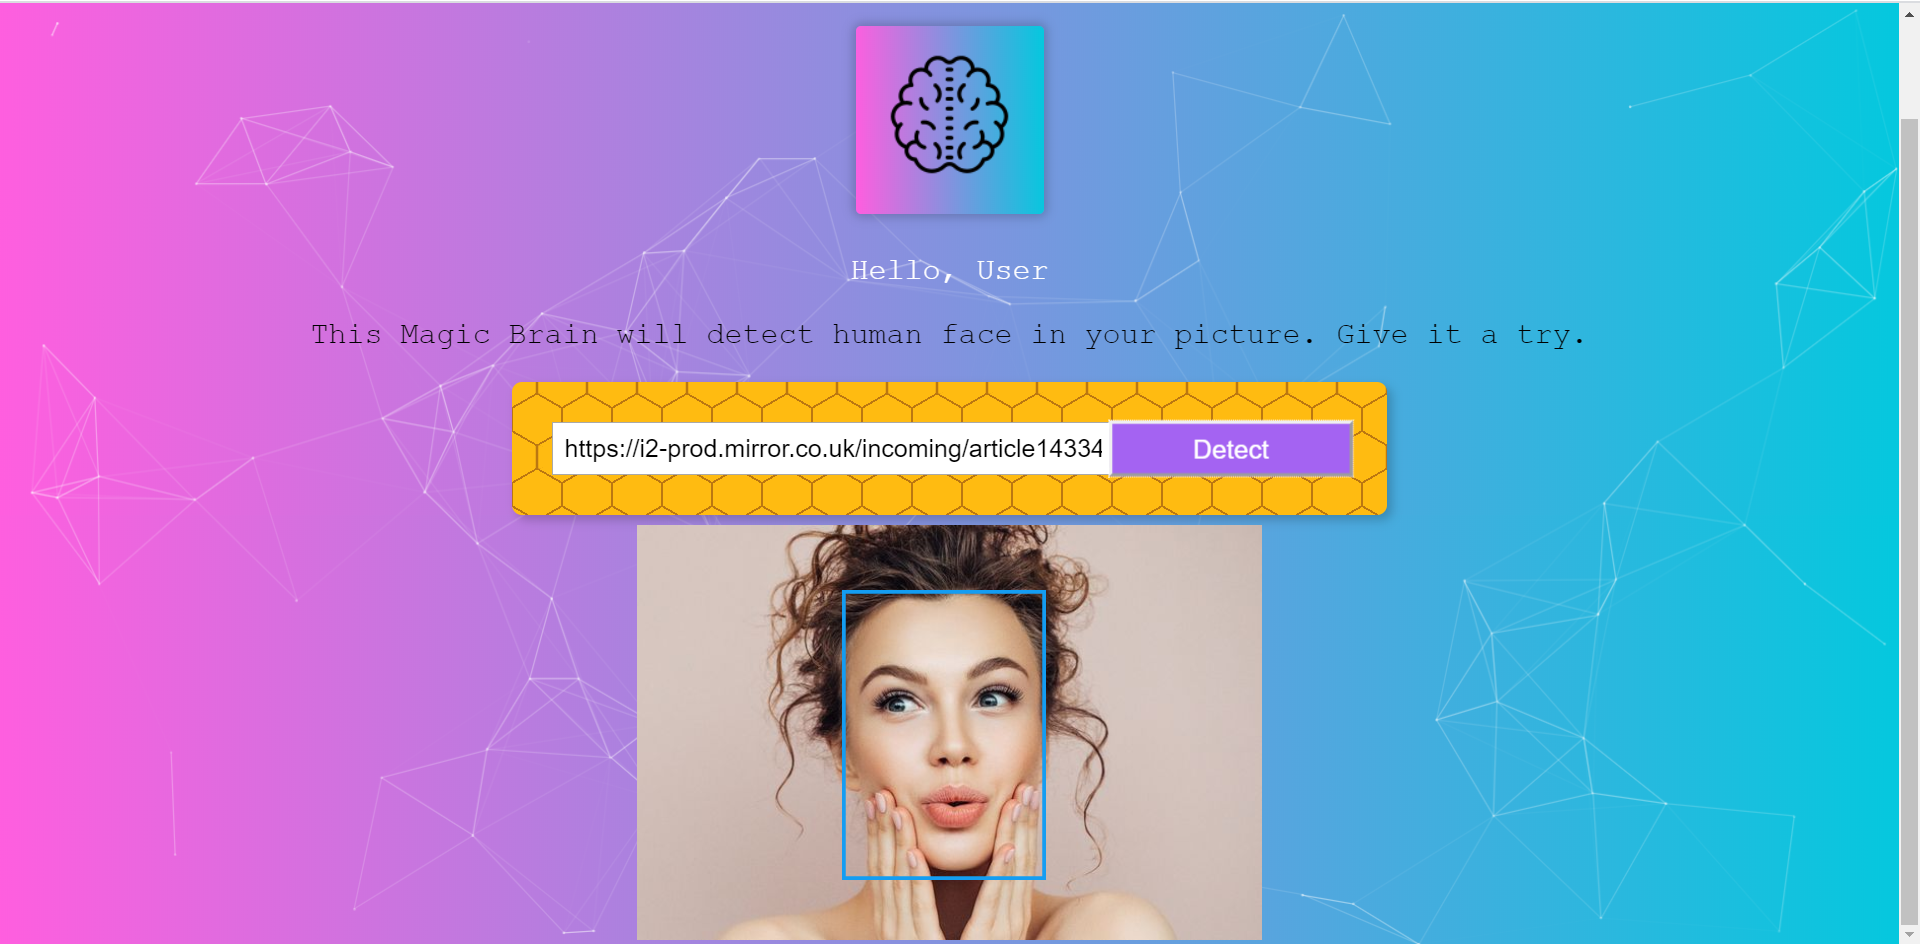 Hello, User
This Magic Brain will detect human face in your picture. Give it a try.
https://i2-prod.mirror.co.uk/incoming/article14334
Detect